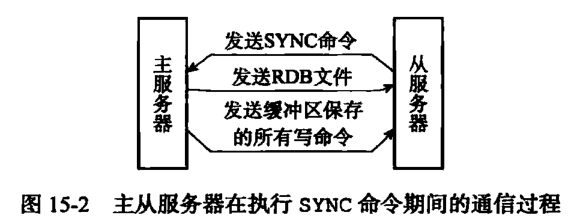 主服务器
发送SYNC命令
发送RDB文件
发送缓冲区保存
的所有写命令
从服务器
图 15-2 主从服务器在执行 SYNC 命令期间的通信过程